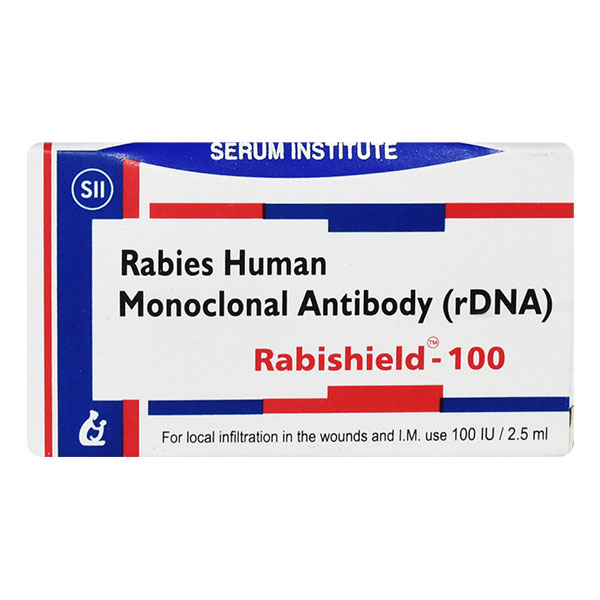 SERUM INSTITUTE
SII
Rabies Human
Monoclonal Antibody (rDNA)
Rabishield™-100
For local infiltration in the wounds and I.M. use 100 IU / 2.5 ml